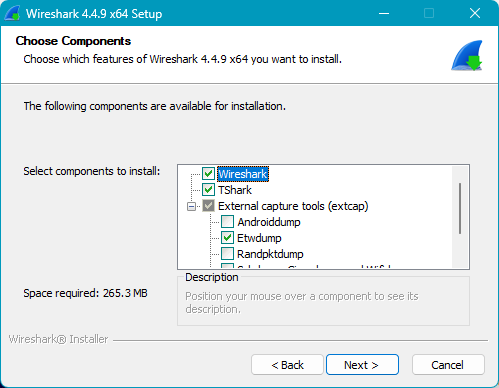 Wireshark 4.4.9 x64 Setup
Choose Components
Choose which features of Wireshark 4.4.9 x64 you want to install.
The following components are available for installation.
Select components to install:
Wireshark
TShark
External capture tools (extcap)
Androiddump
Etwdump
Randpktdump
Space required: 265.3 MB
Description
Position your mouse over a component to see its
description.
Wireshark® Installer
< Back
Next >
Cancel